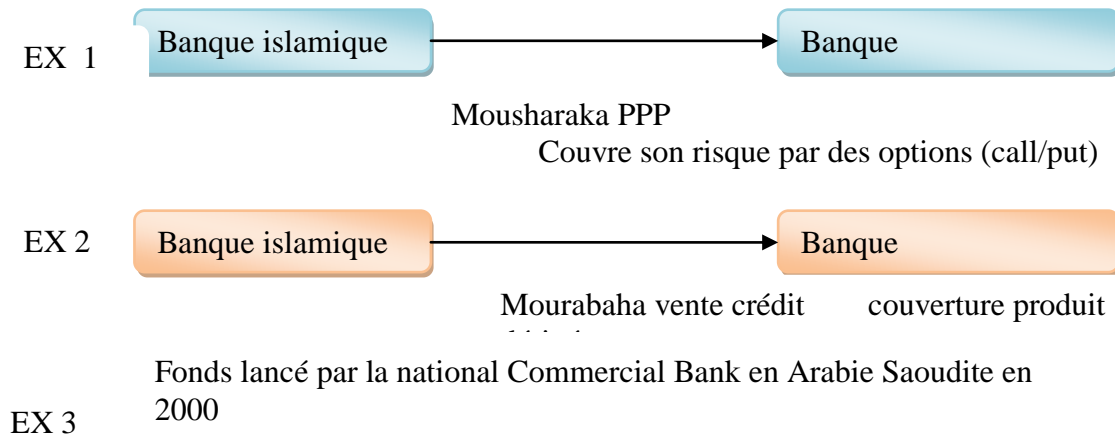 EX 1
Banque islamique
Banque
Mousharaka PPP
Couvre son risque par des options (call/put)
EX 2
Banque islamique
Banque
Mourabaha vente crédit couverture produit
Fonds lancé par la national Commercial Bank en Arabie Saoudite en
2000
EX 3